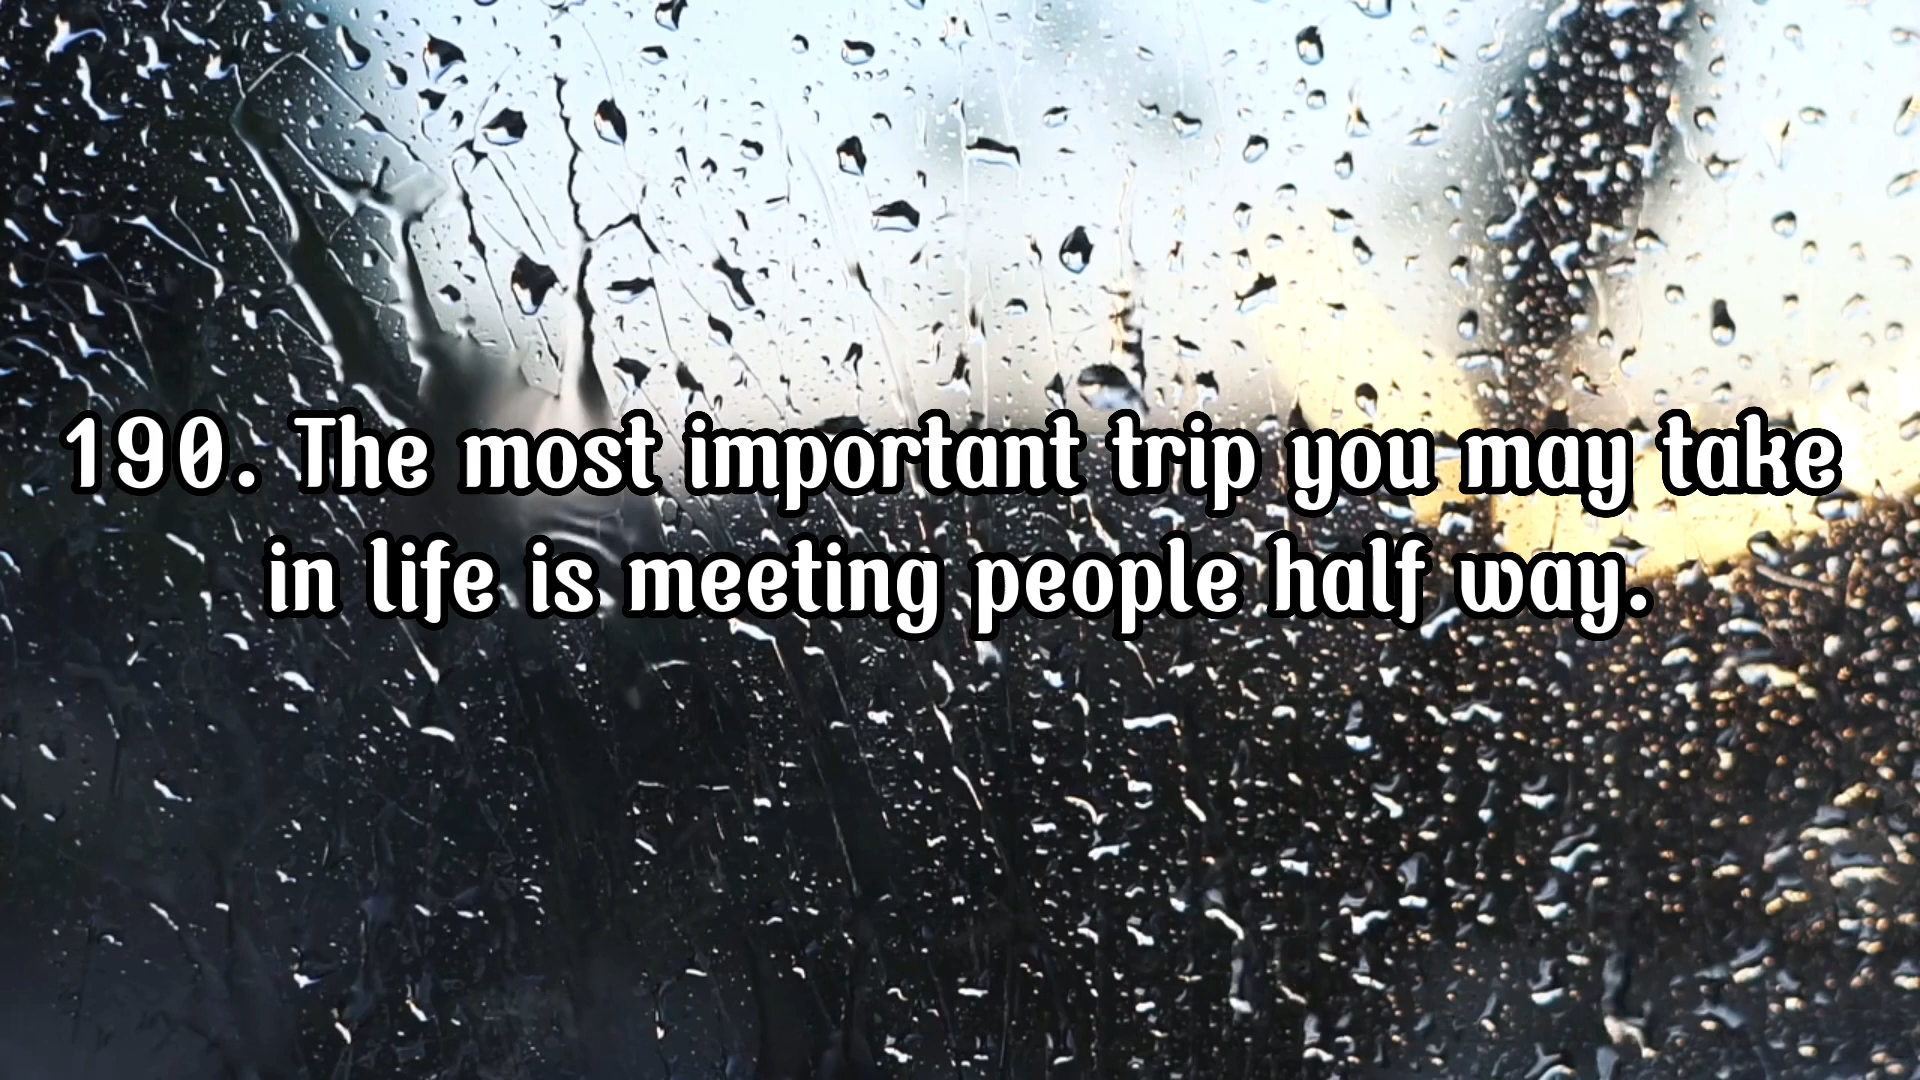 190. The most important trip you may take
in life is meeting people half way.